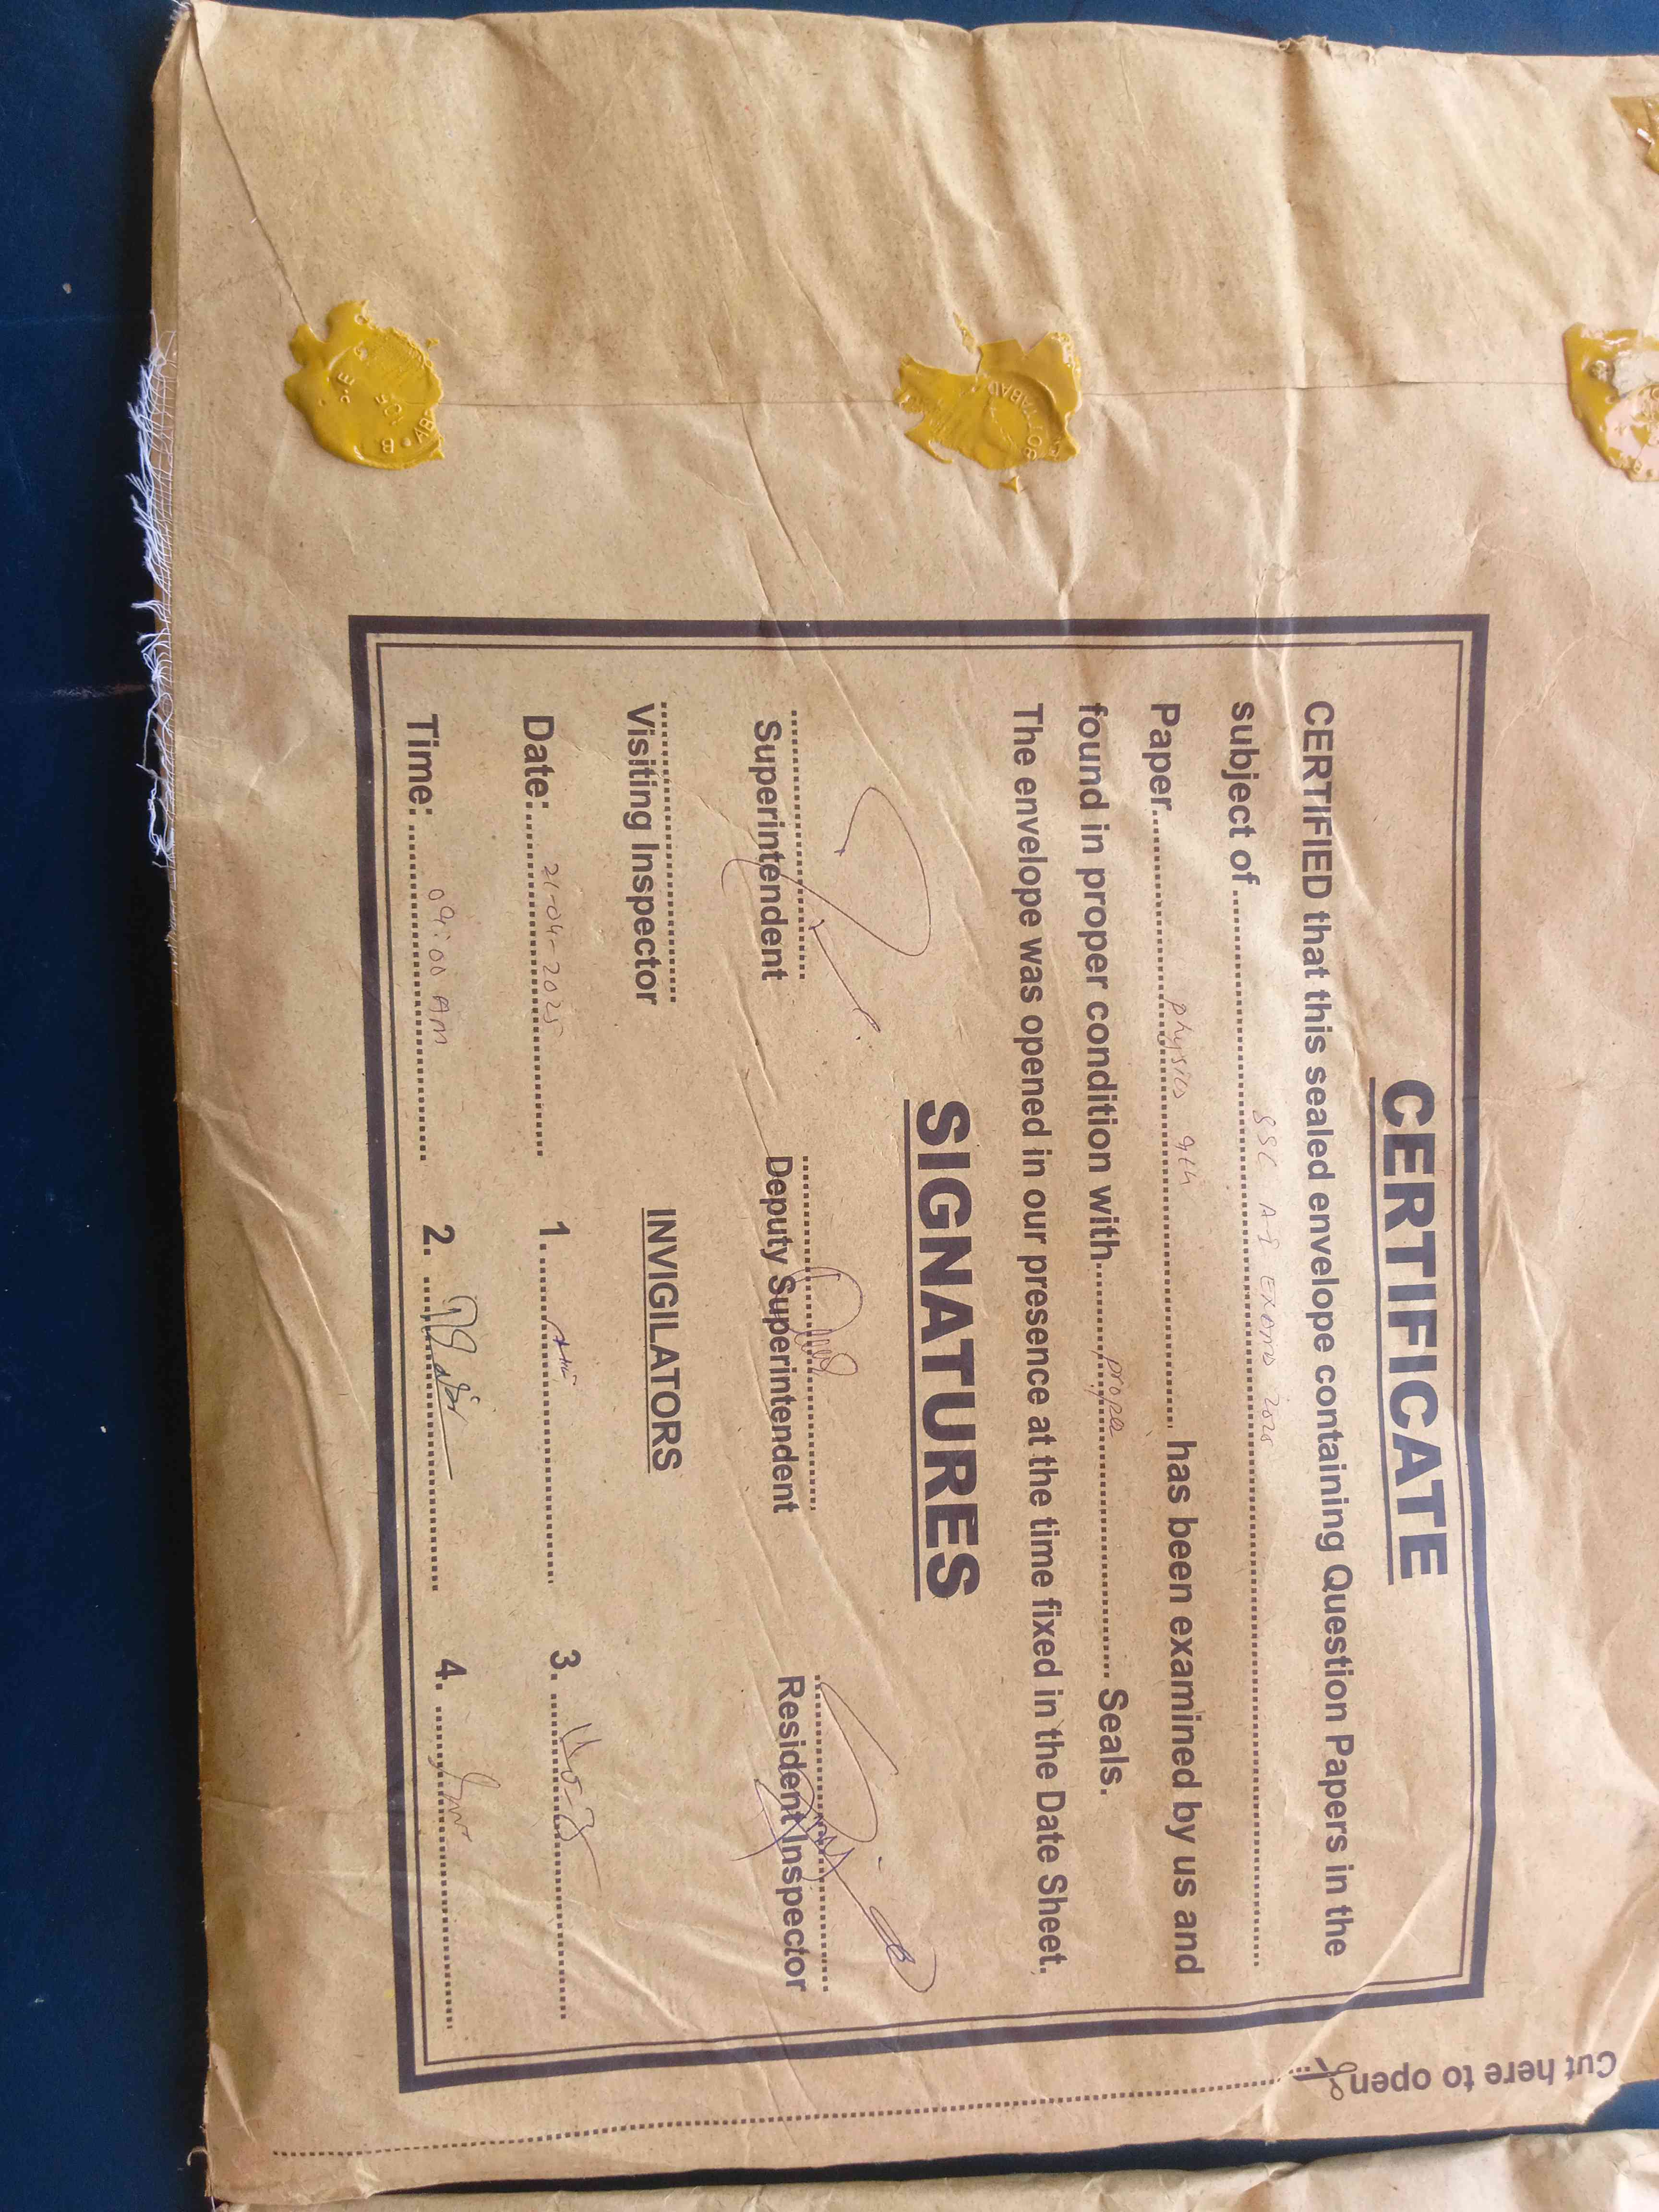 CERTIFICATE
CERTIFIED that this sealed envelope containing Question Papers in the
subject of SSC A-I Exams 2025
Paper physics 9th has been examined by us and
found in proper condition with proper Seals.
The envelope was opened in our presence at the time fixed in the Date Sheet.
SIGNATURES
Superintendent Deputy Superintendent Resident Inspector
Visiting Inspector INVIGILATORS
Date: 21-04-2025 1. 3.
Time: 09:00 AM 2. 4.
Cut here to open